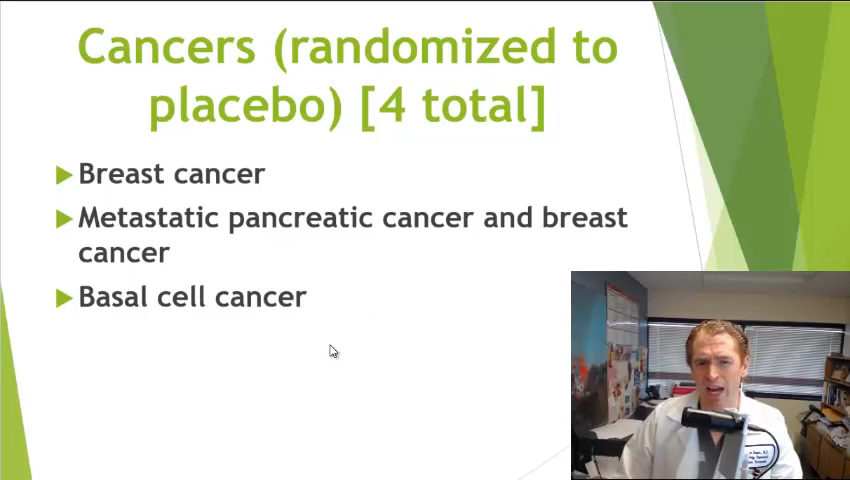 Cancers (randomized to
placebo) [4 total]
Breast cancer
Metastatic pancreatic cancer and breast
cancer
Basal cell cancer